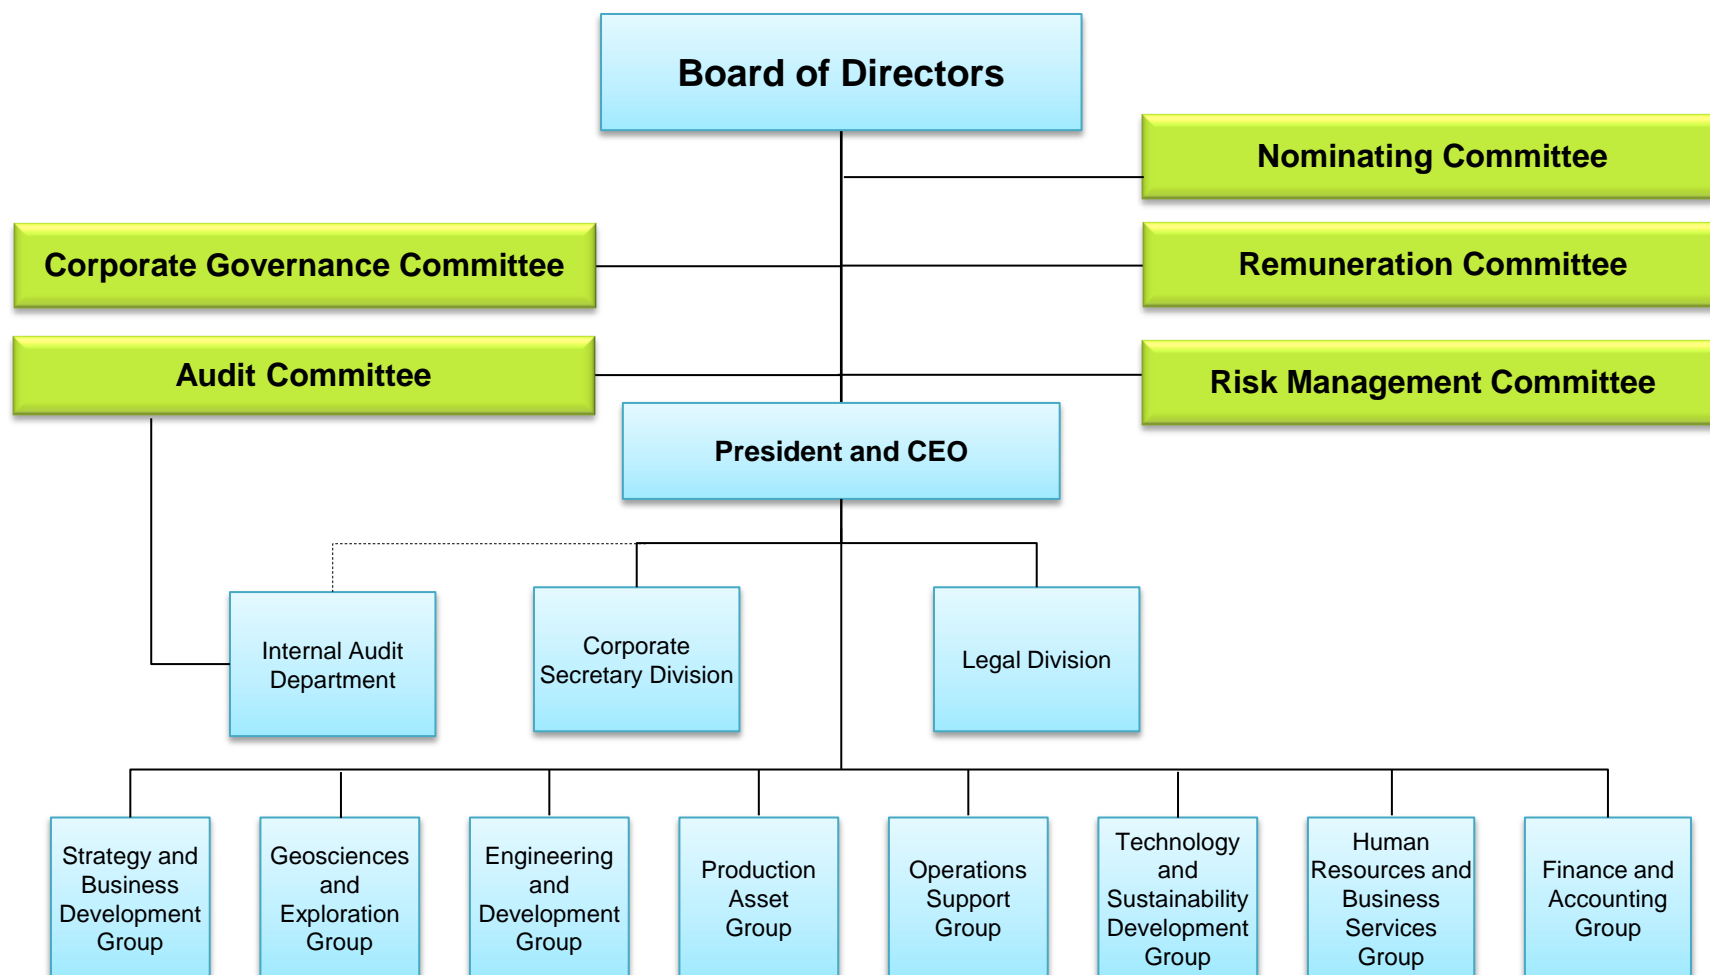 Board of Directors
Nominating Committee
Corporate Governance Committee
Remuneration Committee
Audit Committee
Risk Management Committee
President and CEO
Internal Audit
Department
Corporate
Secretary Division
Legal Division
Strategy and
Business
Development
Group
Geosciences
and
Exploration
Group
Engineering
and
Development
Group
Production
Asset
Group
Operations
Support
Group
Technology
and
Sustainability
Development
Group
Human
Resources and
Business
Services
Group
Finance and
Accounting
Group